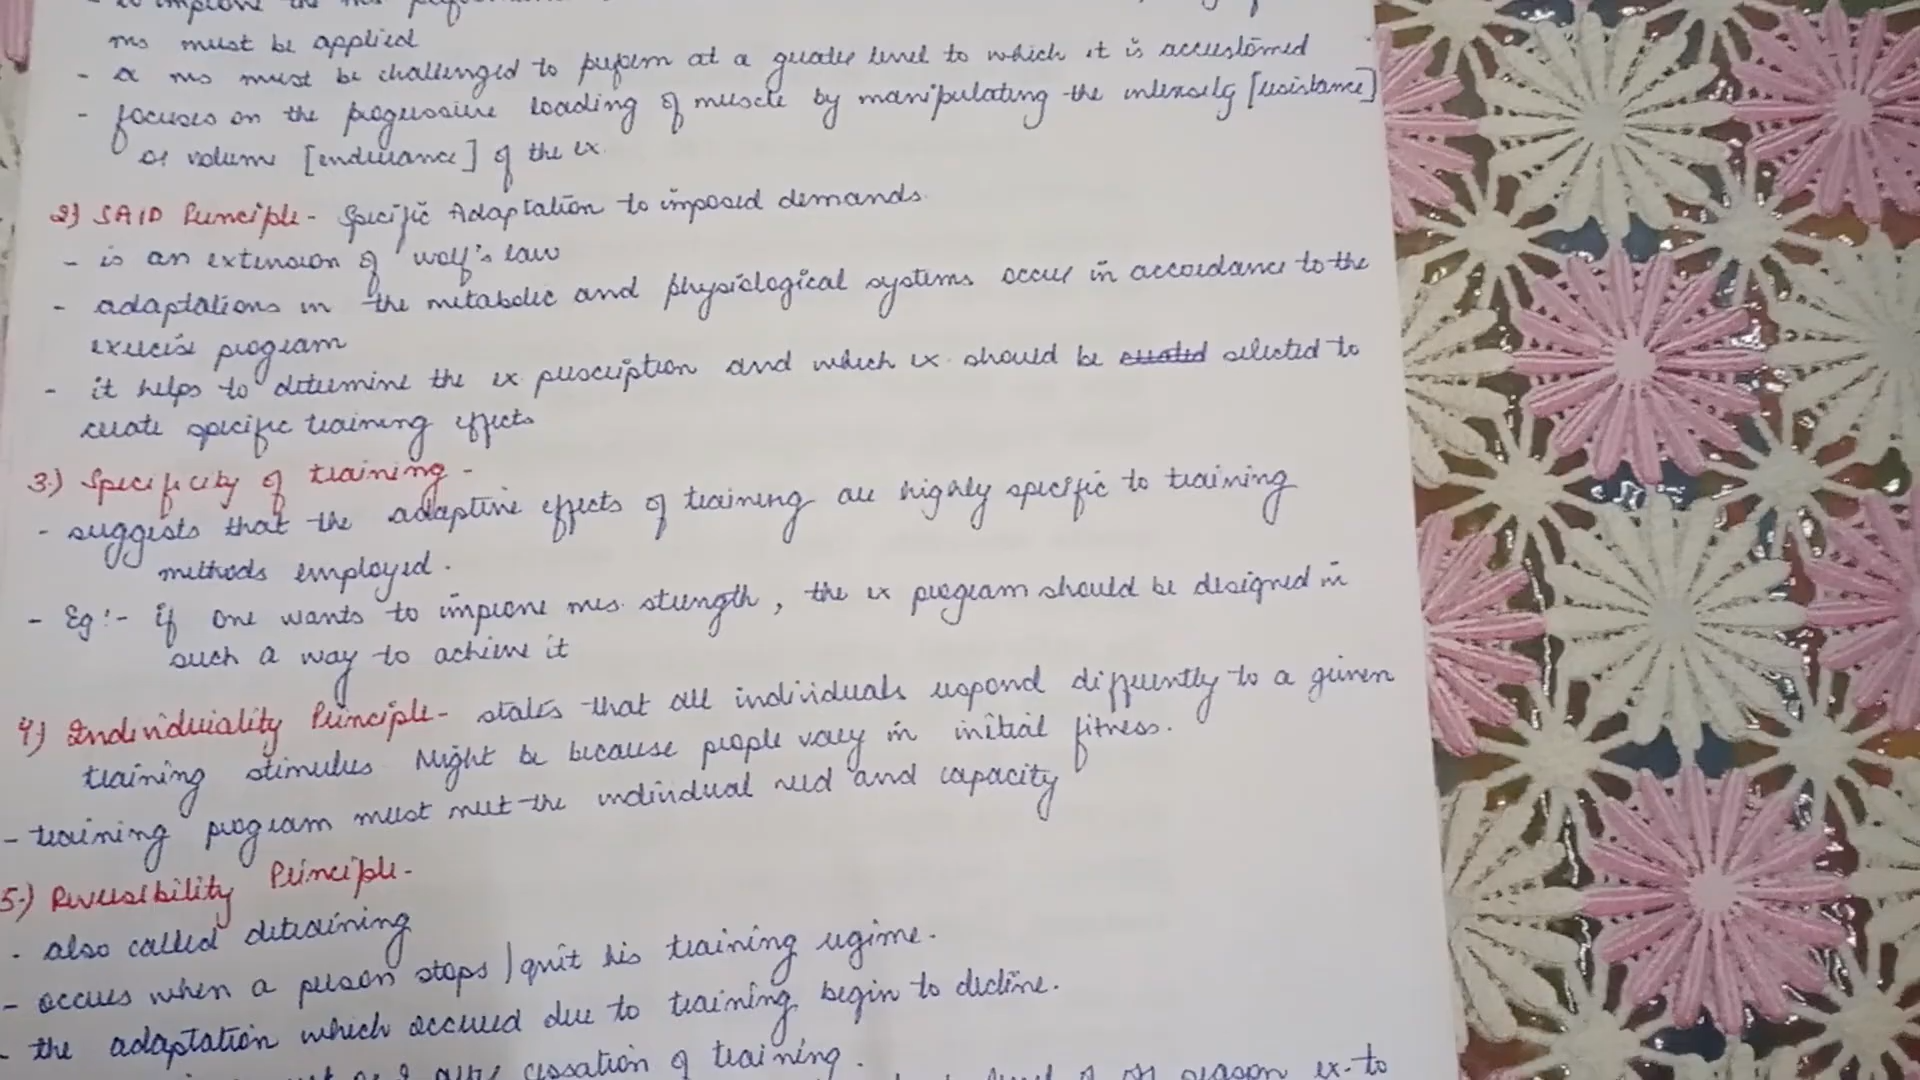 to improve the ms
ms must be applied
- a ms must be challenged to perform at a greater level to which it is accustomed
- focuses on the progressive loading of muscle by manipulating the intensity [resistance]
or volume [endurance] of the ex
2) SAID Principle - Specific Adaptation to imposed demands.
- is an extension of wolf's law
- adaptations in the metabolic and physiological systems occur in accordance to the
exercise program
- it helps to determine the ex prescription and which ex. should be selected to
create specific training effects
3.) Specificity of training -
- suggests that the adaptive effects of training are highly specific to training
methods employed.
- Eg:- if one wants to improve mus. strength, the ex program should be designed in
such a way to achieve it
4.) Individuality Principle - states that all individuals respond differently to a given
training stimulus Might be because people vary in initial fitness.
- training program must meet the individual need and capacity
5.) Reversibility Principle -
- also called detraining
- occurs when a person stops / quit his training regime.
- the adaptation which occured due to training begin to decline.
cessation of training.
reason ex. to